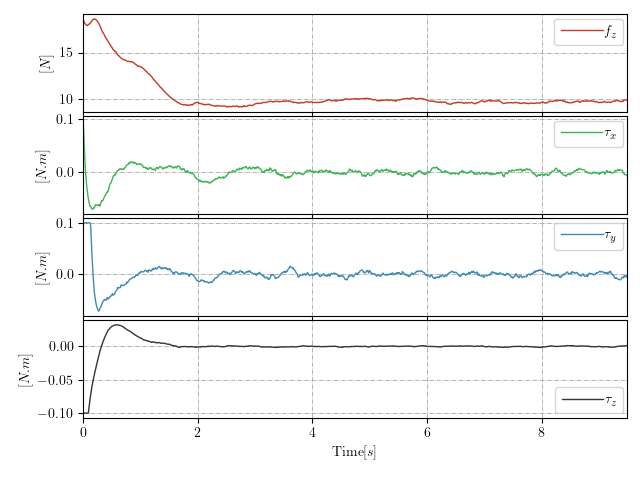 f_z
[N]
15
10
τ_x
[N.m]
0.1
0.0
τ_y
[N.m]
0.1
0.0
τ_z
[N.m]
0.00
−0.05
−0.10
0 2 4 6 8
Time[s]